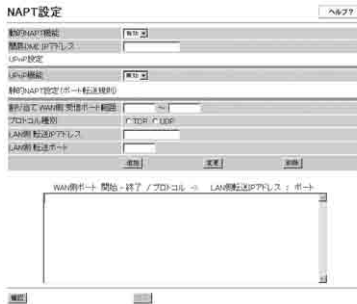 NAPT設定
ヘルプ?
動的NAPT機能 有効
簡易DMZ IPアドレス
UPnP設定
UPnP機能 有効
静的NAPT設定(ポート転送規則)
割り当てWAN側 受信ポート範囲 ~
プロトコル種別 TCP UDP
LAN側 転送IPアドレス
LAN側 転送ポート
追加 変更 削除
WAN側ポート 開始 - 終了 / プロトコル -> LAN側転送IPアドレス : ポート
確認